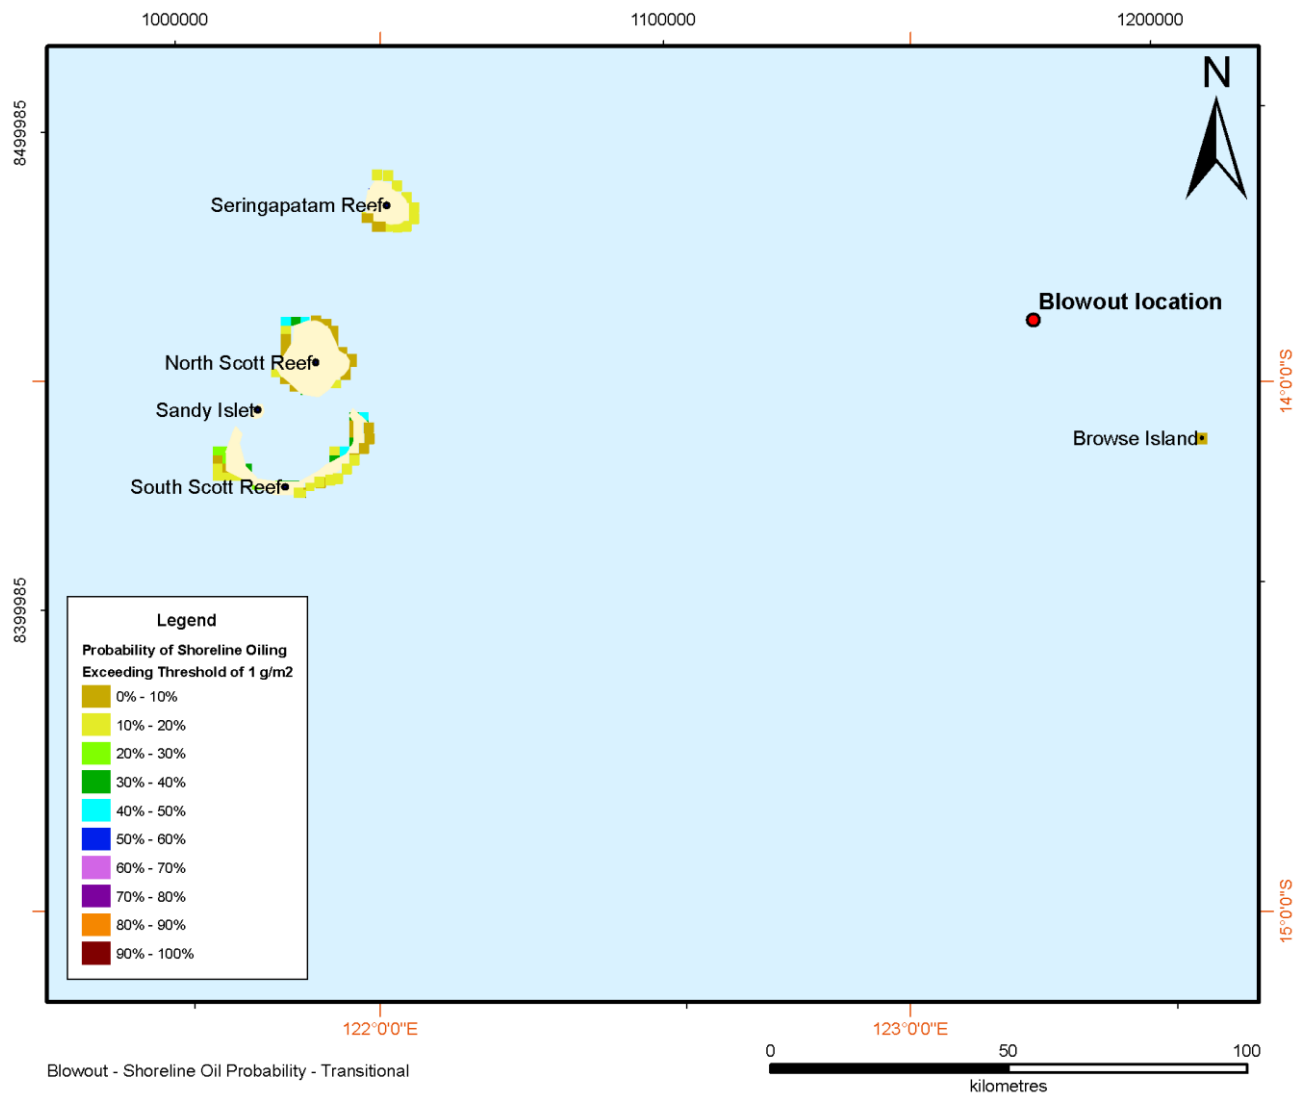 1000000
1100000
1200000
8499985
N
Seringapatam Reef
Blowout location
North Scott Reef
14°0'0"S
Sandy Islet
Browse Island
South Scott Reef
8399985
Legend
Probability of Shoreline Oiling
Exceeding Threshold of 1 g/m2
0% - 10%
10% - 20%
20% - 30%
30% - 40%
40% - 50%
50% - 60%
60% - 70%
70% - 80%
80% - 90%
90% - 100%
15°0'0"S
122°0'0"E
123°0'0"E
Blowout - Shoreline Oil Probability - Transitional
0
50
100
kilometres